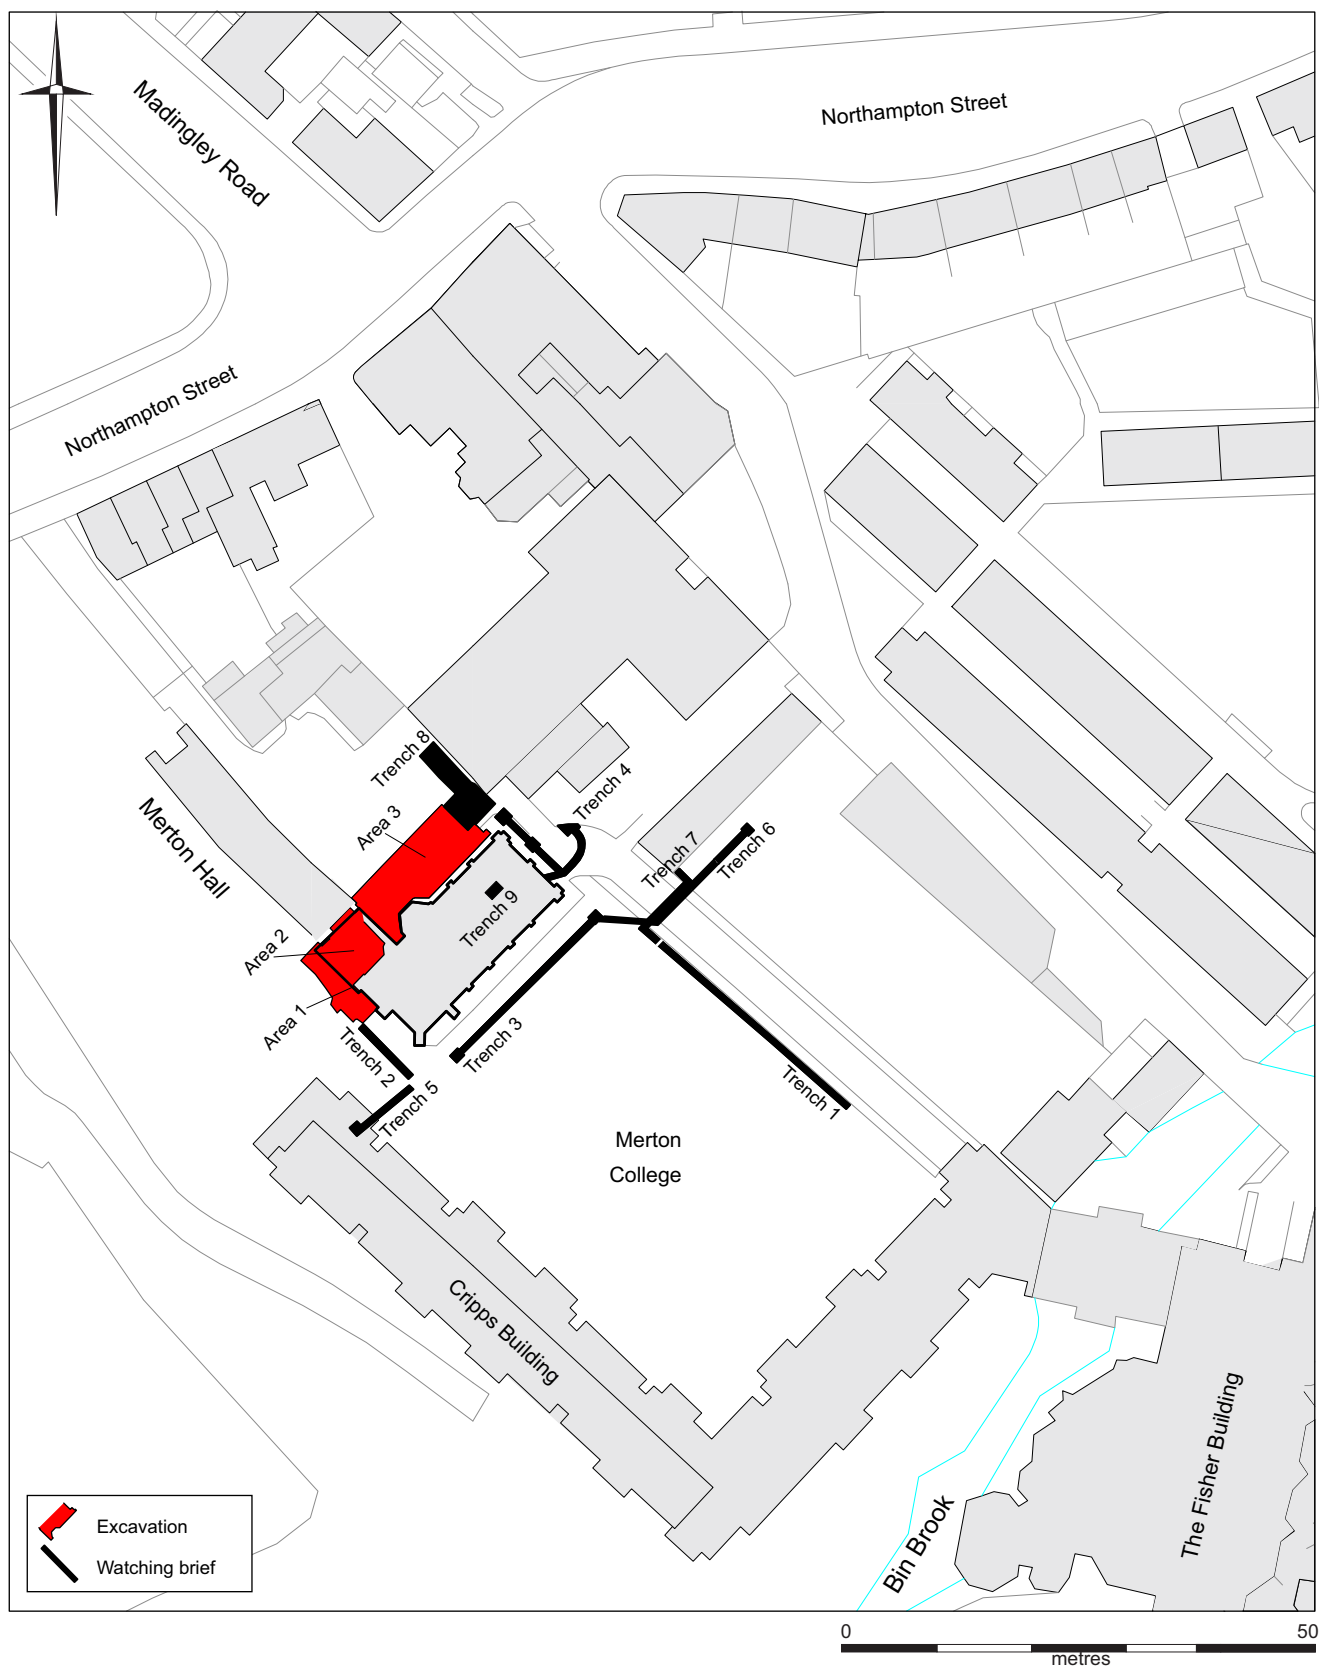 Madingley Road
Northampton Street
Northampton Street
Trench 8
Trench 4
Area 3
Merton Hall
Trench 7
Trench 6
Trench 9
Area 2
Area 1
Trench 2
Trench 3
Trench 5
Trench 1
Merton
College
Cripps Building
The Fisher Building
Bin Brook
Excavation
Watching brief
0 50
metres